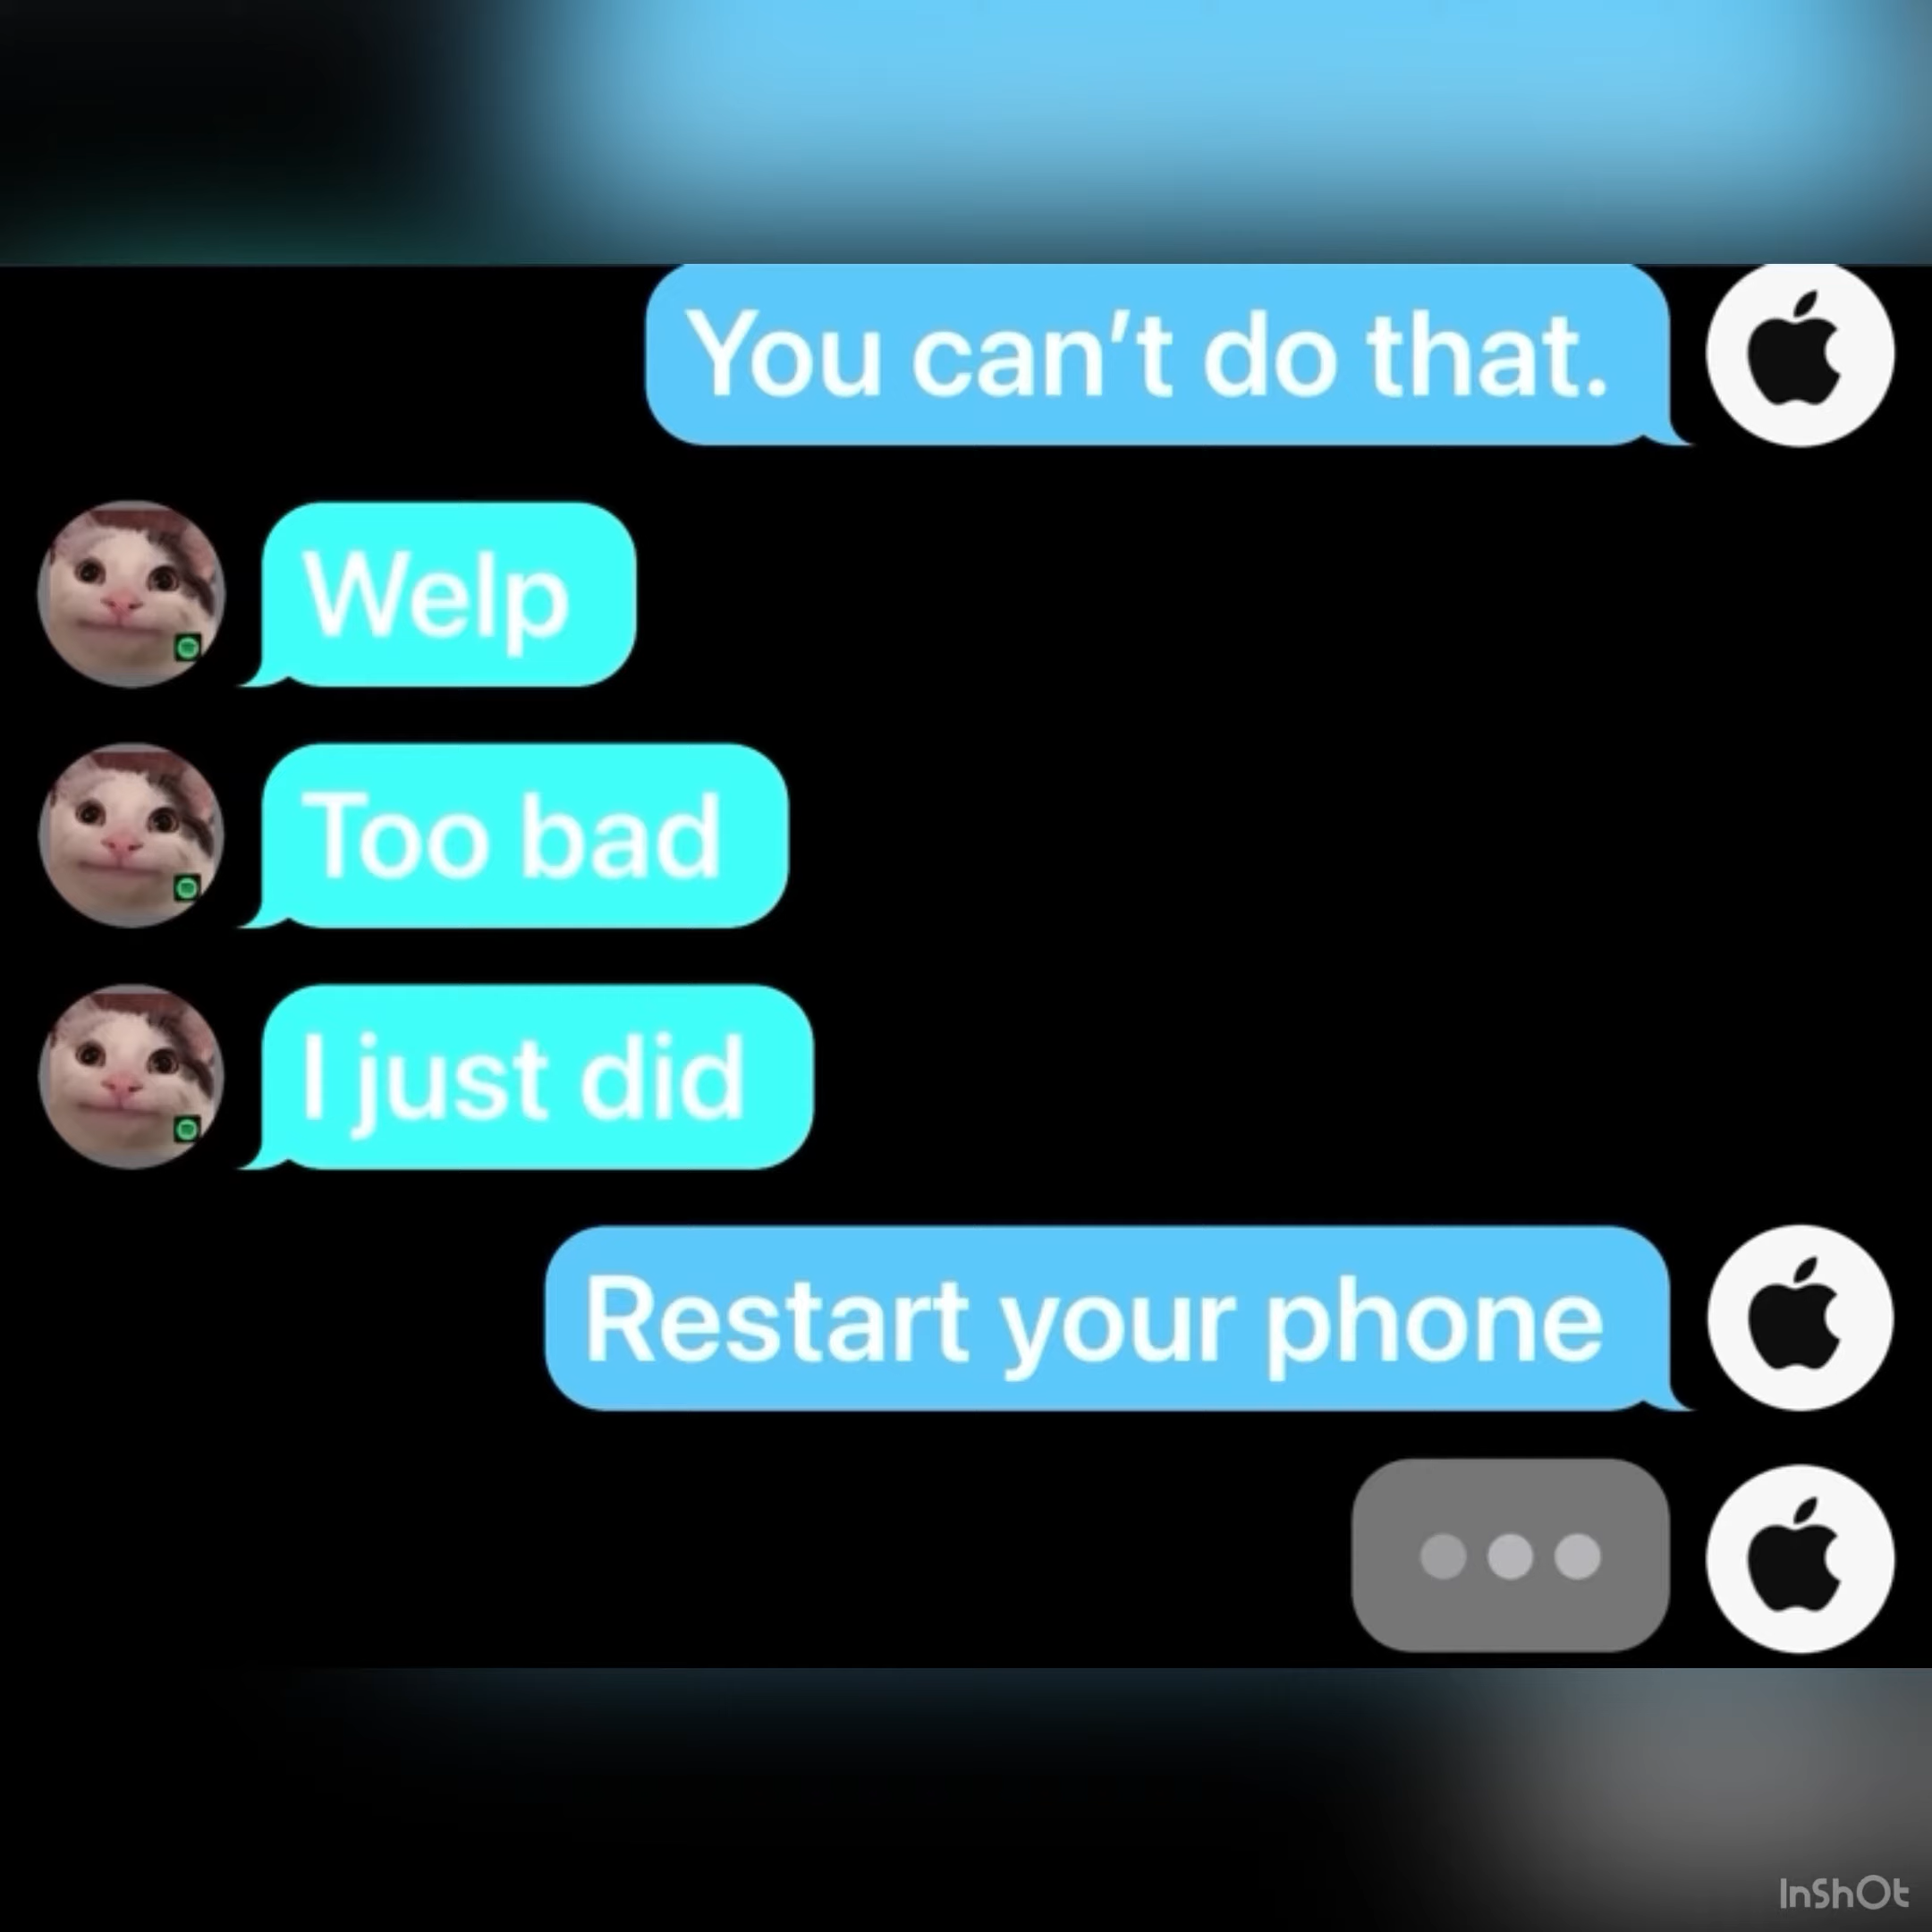 You can't do that.
Welp
Too bad
I just did
Restart your phone
InShOt